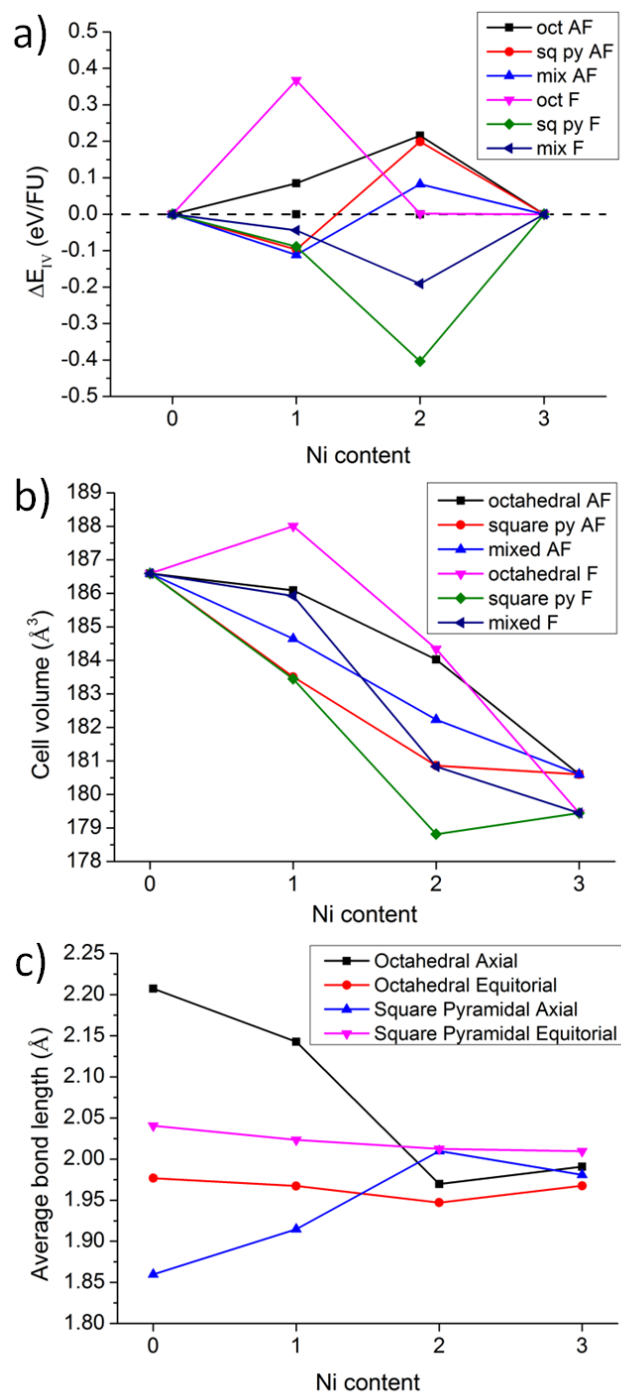 a)
0.5
0.4
0.3
0.2
0.1
0.0
-0.1
-0.2
-0.3
-0.4
-0.5
ΔE_IV (eV/FU)
oct AF
sq py AF
mix AF
oct F
sq py F
mix F
0 1 2 3
Ni content
b)
189
188
187
186
185
184
183
182
181
180
179
178
Cell volume (Å³)
octahedral AF
square py AF
mixed AF
octahedral F
square py F
mixed F
0 1 2 3
Ni content
c)
2.25
2.20
2.15
2.10
2.05
2.00
1.95
1.90
1.85
1.80
Average bond length (Å)
Octahedral Axial
Octahedral Equitorial
Square Pyramidal Axial
Square Pyramidal Equitorial
0 1 2 3
Ni content